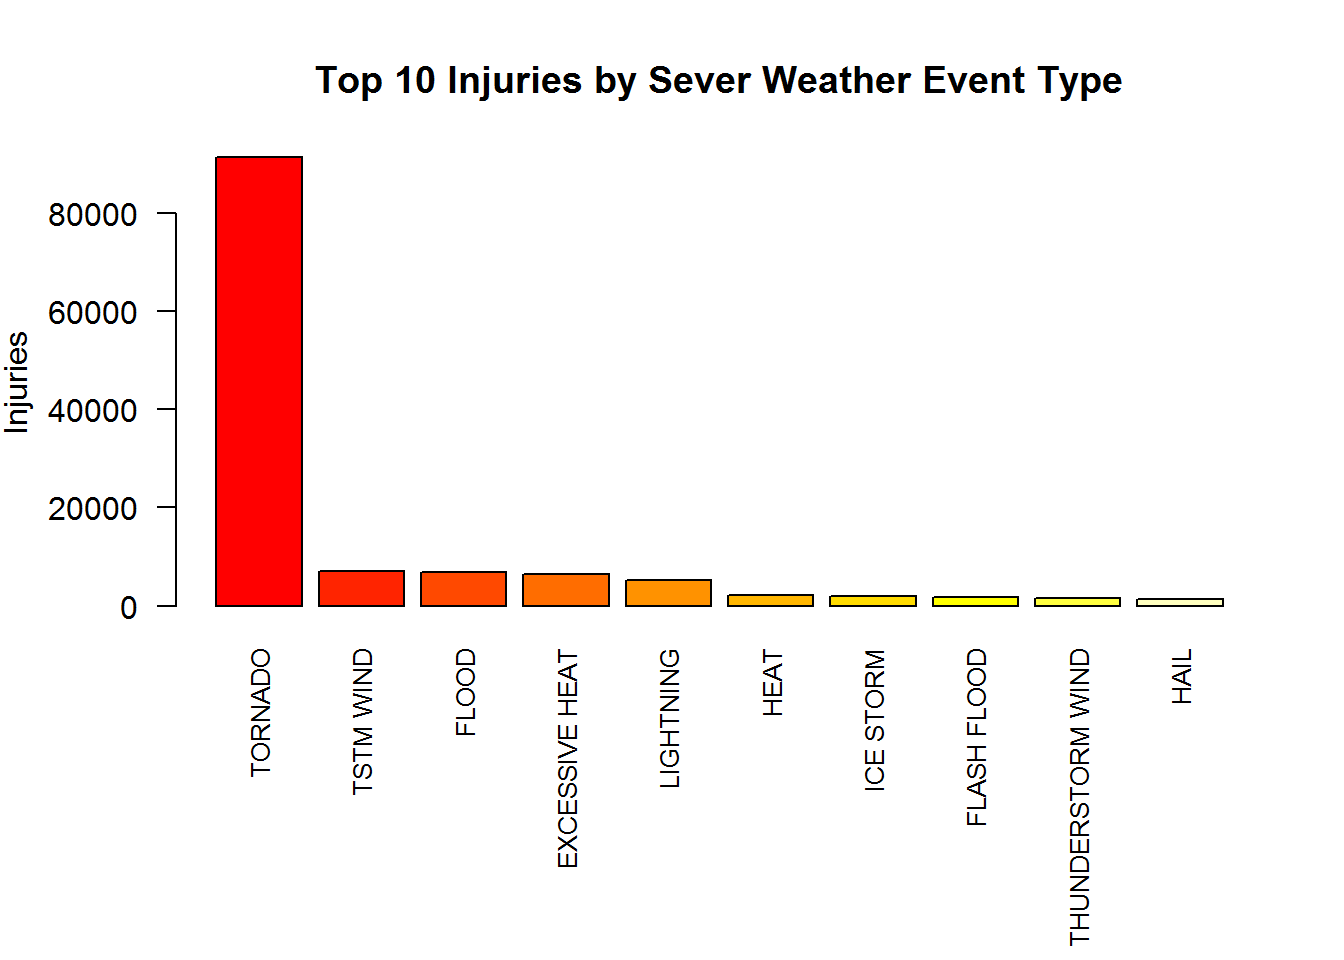 Top 10 Injuries by Sever Weather Event Type
Injuries
80000
60000
40000
20000
0
TORNADO
TSTM WIND
FLOOD
EXCESSIVE HEAT
LIGHTNING
HEAT
ICE STORM
FLASH FLOOD
THUNDERSTORM WIND
HAIL